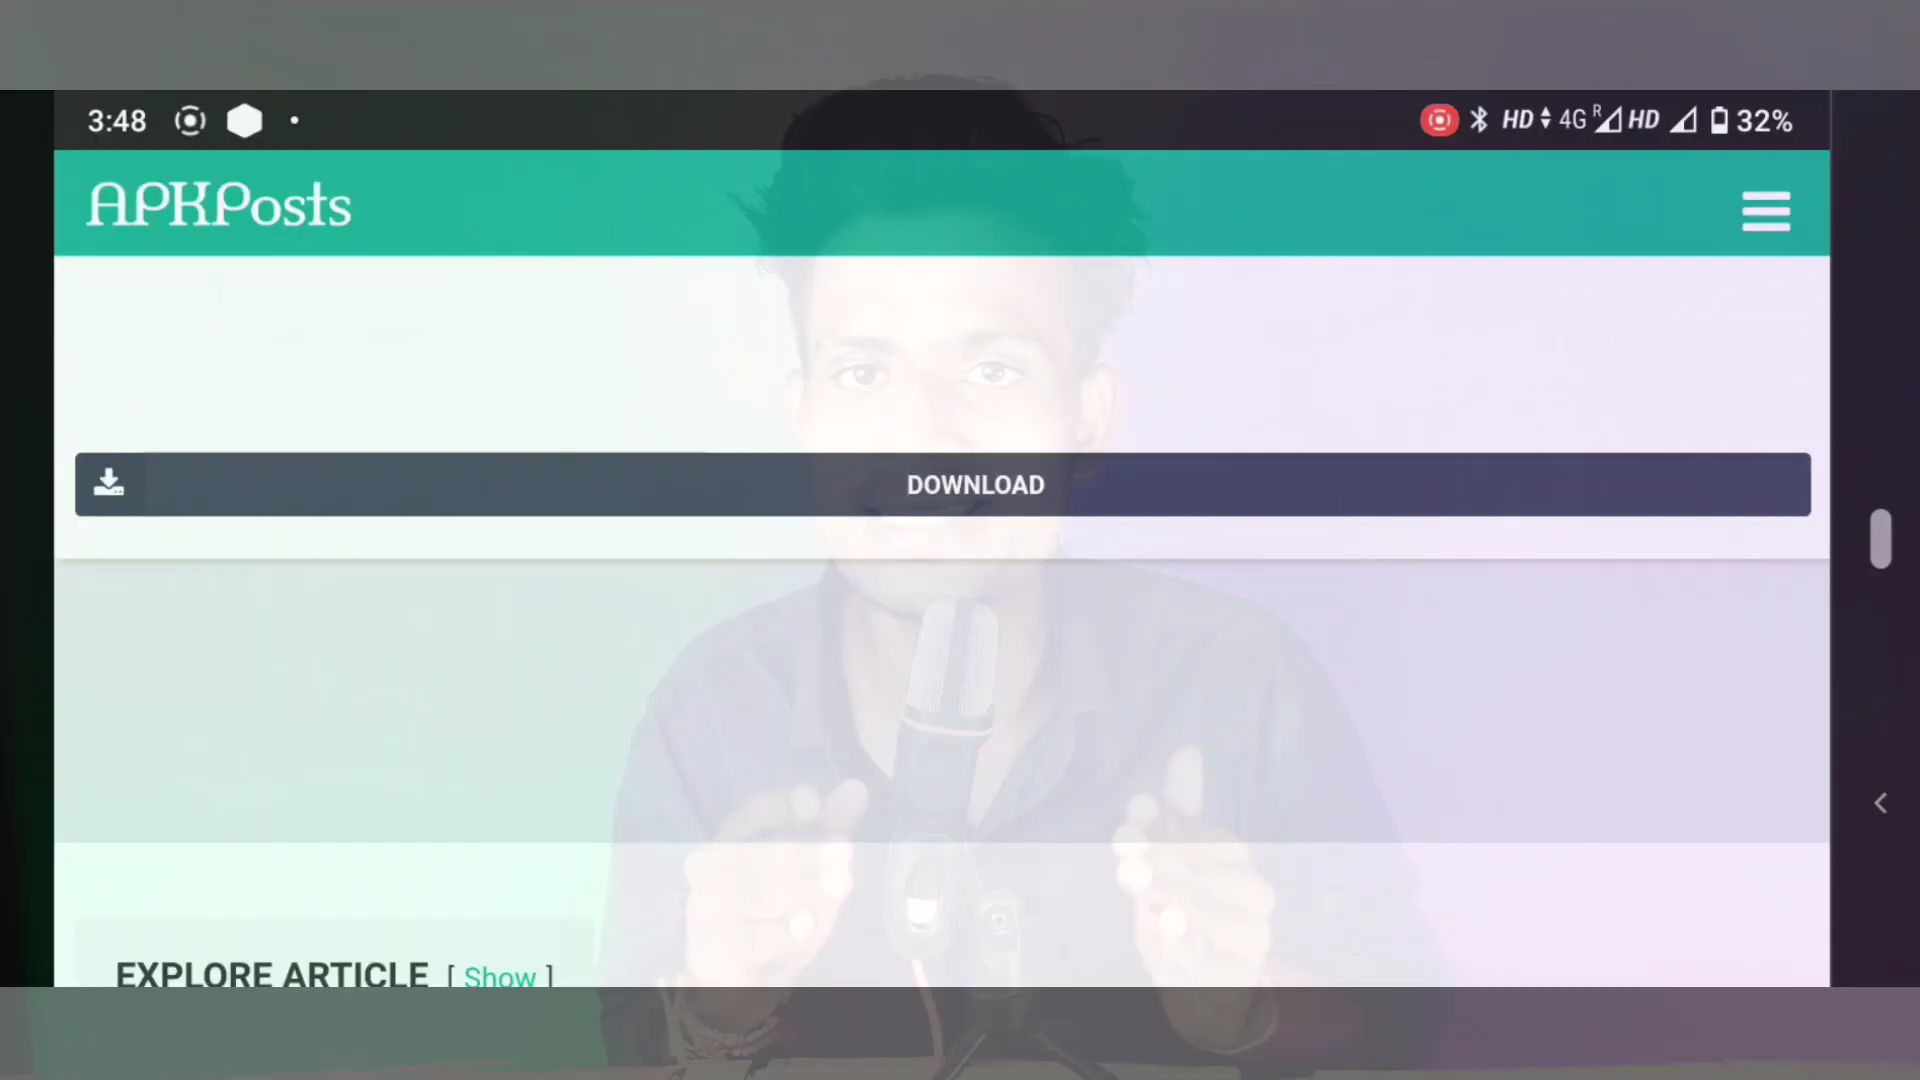 3:48 HD 4G R HD 32%
APKPosts
DOWNLOAD
EXPLORE ARTICLE [ Show ]